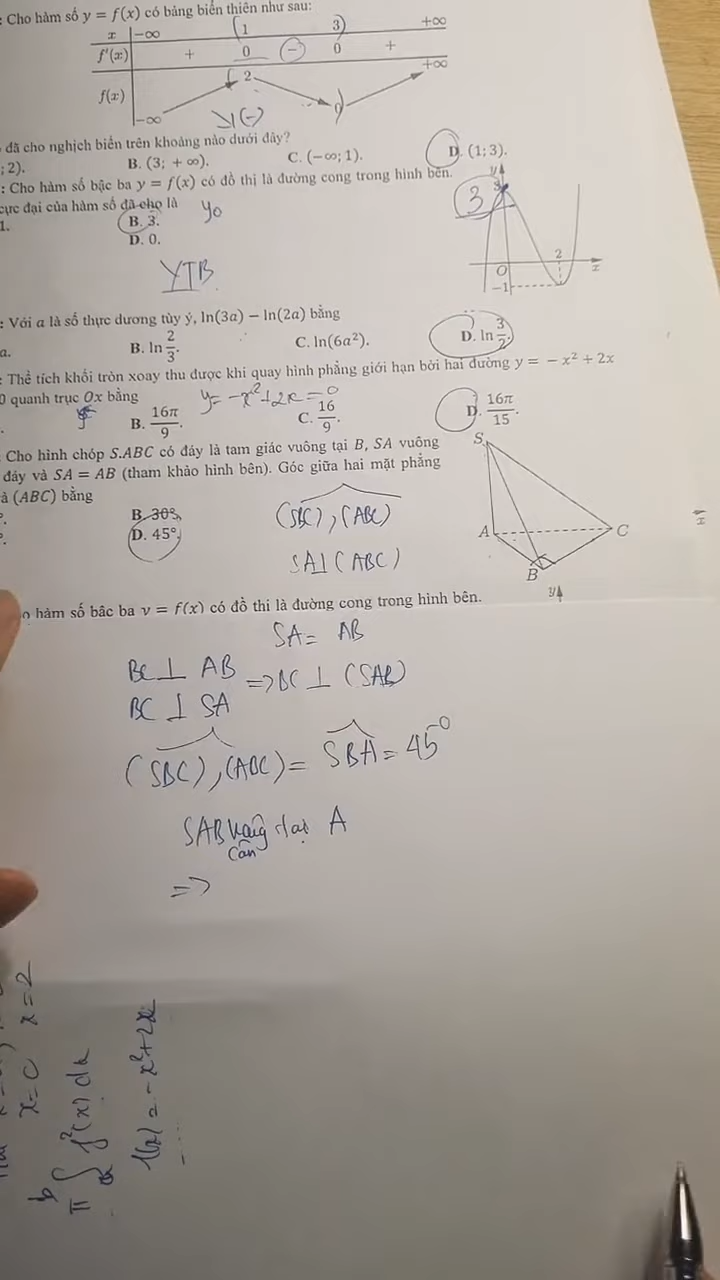 : Cho hàm số y = f(x) có bảng biến thiên như sau:
x −∞ (1 3) +∞
f'(x) + 0 − 0 +
+∞
2
f(x)
−∞
(−)
đã cho nghịch biến trên khoảng nào dưới đây?
; 2). B. (3; +∞). C. (−∞; 1). D. (1; 3).
: Cho hàm số bậc ba y = f(x) có đồ thị là đường cong trong hình bên.
cực đại của hàm số đã cho là y0
1. B. 3.
D. 0.
3
y
3
O 2 x
−1
YTB
: Với a là số thực dương tùy ý, ln(3a) − ln(2a) bằng
a. B. ln 2/3. C. ln(6a²). D. ln 3/2.
: Thể tích khối tròn xoay thu được khi quay hình phẳng giới hạn bởi hai đường y = −x² + 2x
0 quanh trục Ox bằng y = −x²+2x = 0
B. 16π/9. C. 16/9. D. 16π/15.
Cho hình chóp S.ABC có đáy là tam giác vuông tại B, SA vuông
đáy và SA = AB (tham khảo hình bên). Góc giữa hai mặt phẳng
à (ABC) bằng
B. 30°.
D. 45°.
(SBC), (ABC)
SA⊥(ABC)
S
A C
B
x
y
o hàm số bậc ba y = f(x) có đồ thị là đường cong trong hình bên.
SA = AB
BC ⊥ AB
=> BC ⊥ (SAB)
BC ⊥ SA
(SBC), (ABC) = SBA = 45°
SAB vuông tại A
cân
=>
x=0 x=2
π∫ f²(x) dx
b
a
f(x) = −x²+2x